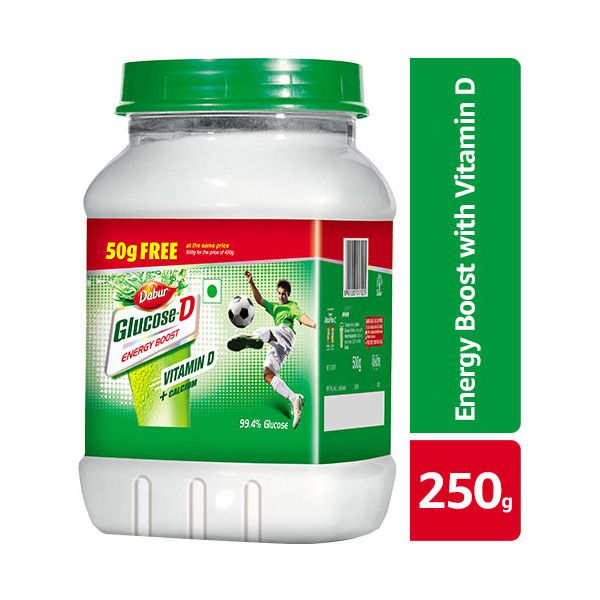 50g FREE
at the same price
500g for the price of 450g
Dabur
Glucose-D
ENERGY BOOST
VITAMIN D
+ CALCIUM
99.4% Glucose
500g
Energy Boost with Vitamin D
250g